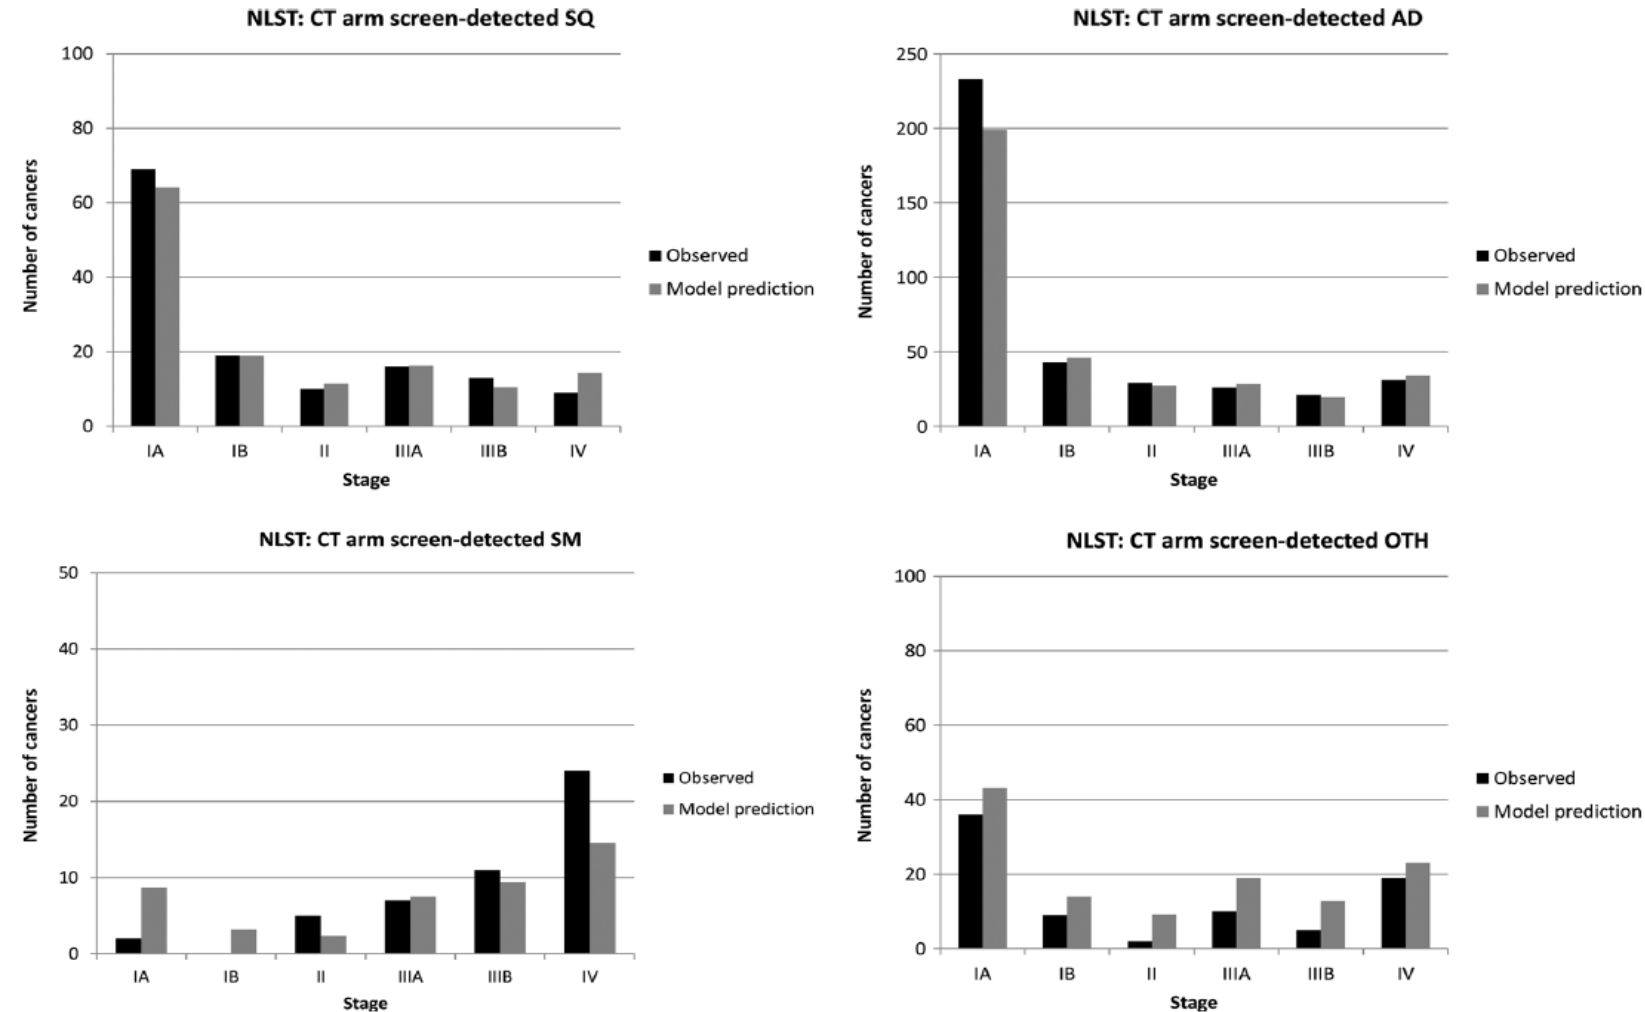 NLST: CT arm screen-detected SQ
100
80
60
40
20
0
Number of cancers
IA IB II IIIA IIIB IV
Stage
Observed
Model prediction
NLST: CT arm screen-detected AD
250
200
150
100
50
0
Number of cancers
IA IB II IIIA IIIB IV
Stage
Observed
Model prediction
NLST: CT arm screen-detected SM
50
40
30
20
10
0
Number of cancers
IA IB II IIIA IIIB IV
Stage
Observed
Model prediction
NLST: CT arm screen-detected OTH
100
80
60
40
20
0
Number of cancers
IA IB II IIIA IIIB IV
Stage
Observed
Model prediction